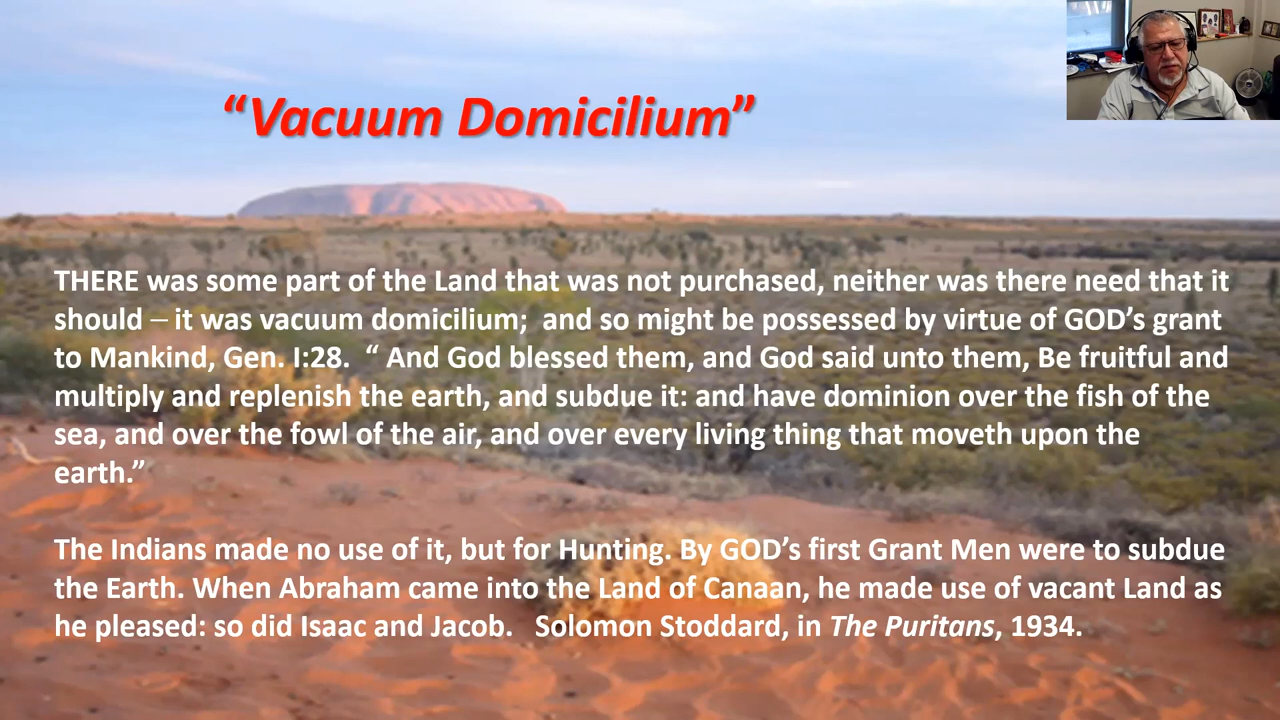 “Vacuum Domicilium”
THERE was some part of the Land that was not purchased, neither was there need that it
should – it was vacuum domicilium;  and so might be possessed by virtue of GOD’s grant
to Mankind, Gen. I:28.  “ And God blessed them, and God said unto them, Be fruitful and
multiply and replenish the earth, and subdue it: and have dominion over the fish of the
sea, and over the fowl of the air, and over every living thing that moveth upon the
earth.”
The Indians made no use of it, but for Hunting. By GOD’s first Grant Men were to subdue
the Earth. When Abraham came into the Land of Canaan, he made use of vacant Land as
he pleased: so did Isaac and Jacob.   Solomon Stoddard, in The Puritans, 1934.